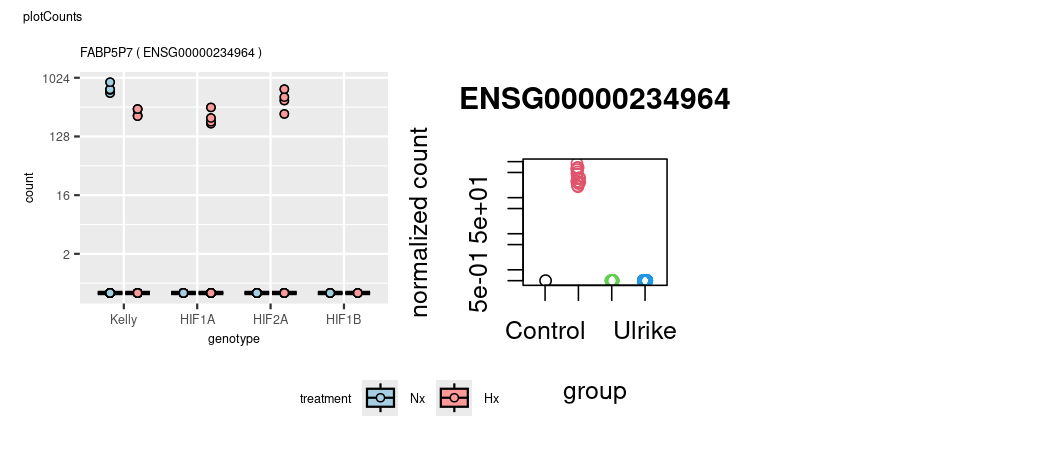 plotCounts
FABP5P7 ( ENSG00000234964 )
1024
128
16
2
count
Kelly
HIF1A
HIF2A
HIF1B
genotype
ENSG00000234964
normalized count
5e-01 5e+01
Control
Ulrike
group
treatment
Nx
Hx